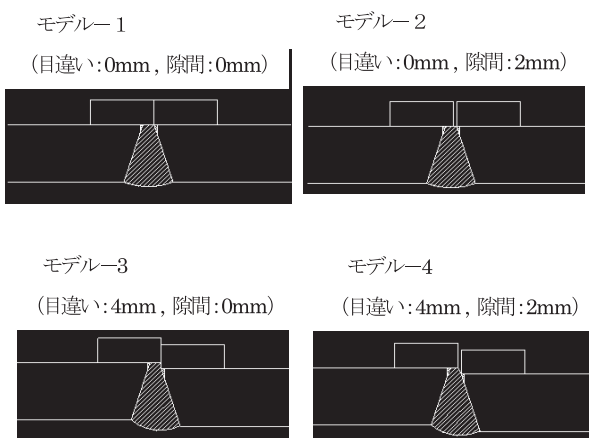 モデル－1
(目違い:0mm , 隙間:0mm)
モデル－2
(目違い:0mm , 隙間:2mm)
モデル－3
(目違い:4mm , 隙間:0mm)
モデル－4
(目違い:4mm , 隙間:2mm)